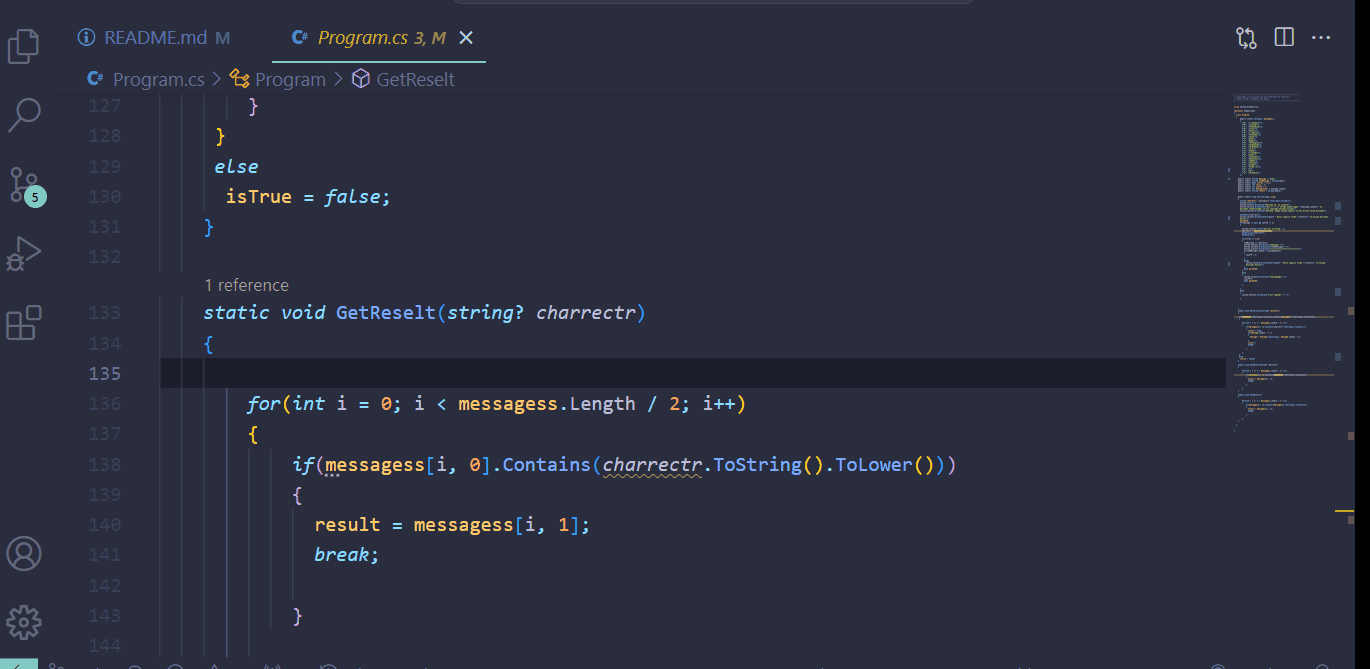 README.md M
C# Program.cs 3, M
C# Program.cs > Program > GetReselt
127 }
128 }
129 else
130 isTrue = false;
131 }
132
1 reference
133 static void GetReselt(string? charrectr)
134 {
135
136 for(int i = 0; i < messagess.Length / 2; i++)
137 {
138 if(messagess[i, 0].Contains(charrectr.ToString().ToLower()))
139 {
140 result = messagess[i, 1];
141 break;
142
143 }
144
5